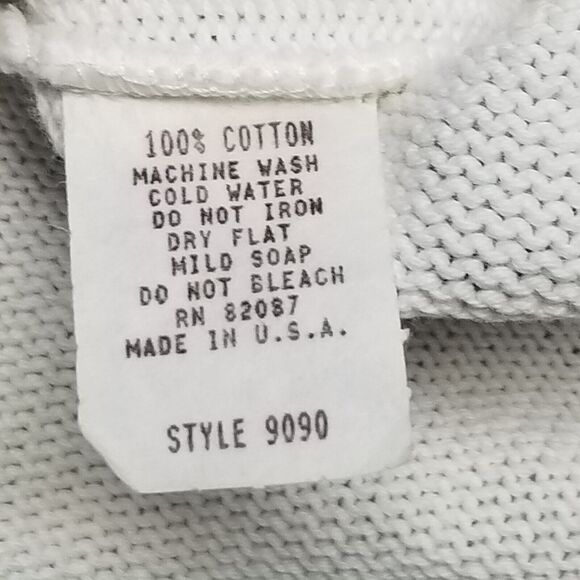 100% COTTON
MACHINE WASH
COLD WATER
DO NOT IRON
DRY FLAT
MILD SOAP
DO NOT BLEACH
RN 82087
MADE IN U.S.A.
STYLE 9090